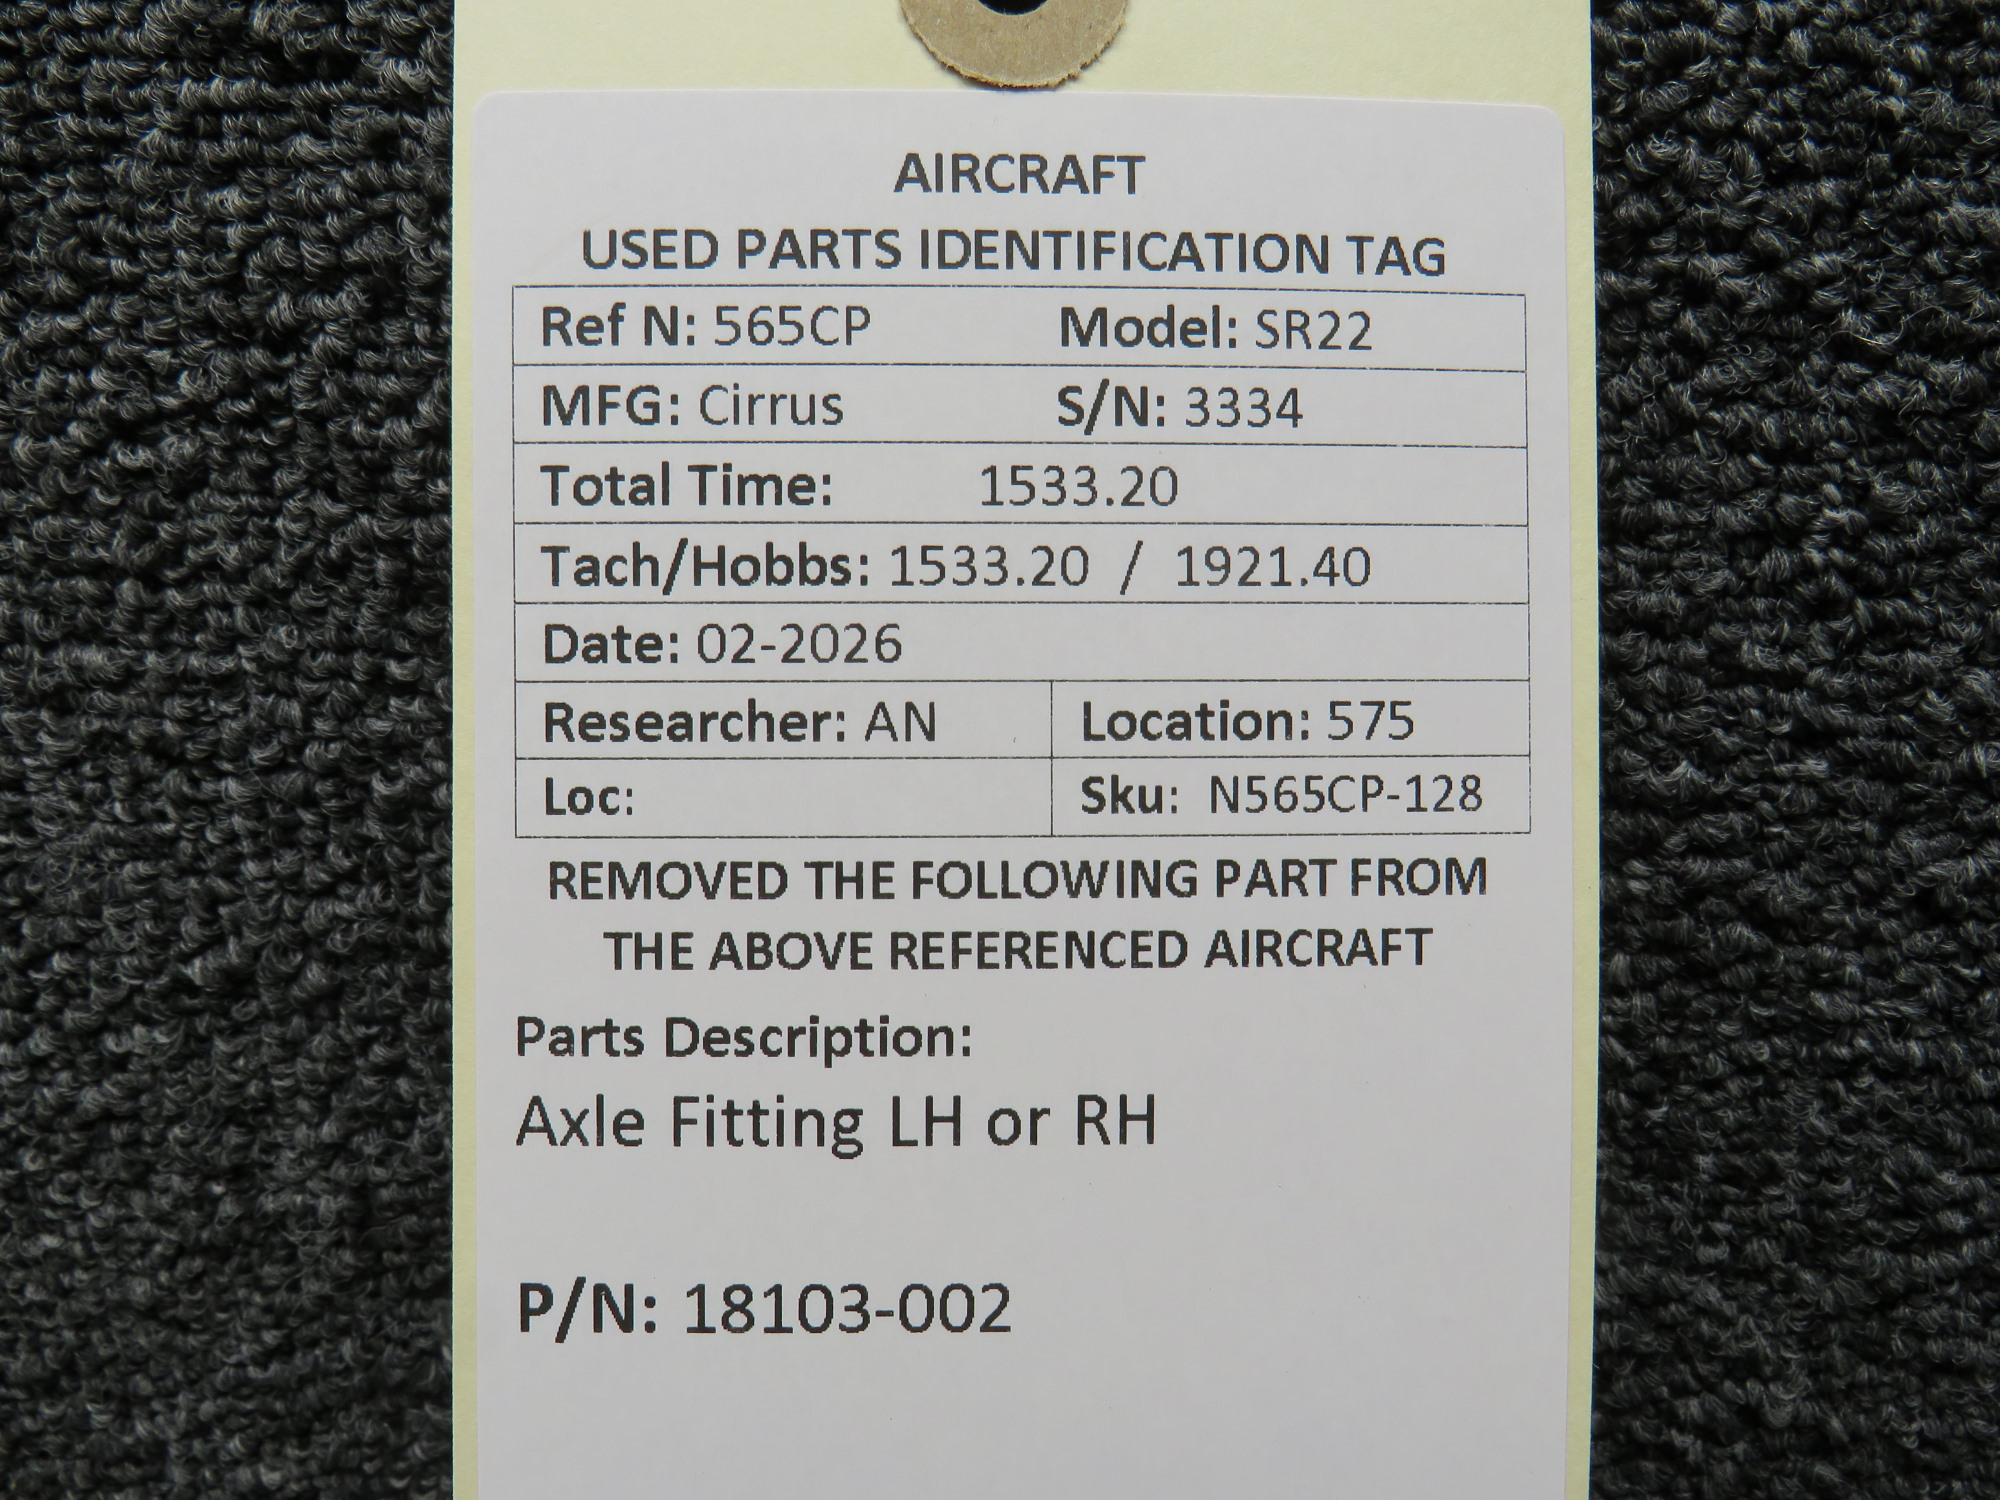 AIRCRAFT
USED PARTS IDENTIFICATION TAG
Ref N: 565CP Model: SR22
MFG: Cirrus S/N: 3334
Total Time: 1533.20
Tach/Hobbs: 1533.20 / 1921.40
Date: 02-2026
Researcher: AN Location: 575
Loc: Sku: N565CP-128
REMOVED THE FOLLOWING PART FROM
THE ABOVE REFERENCED AIRCRAFT
Parts Description:
Axle Fitting LH or RH
P/N: 18103-002